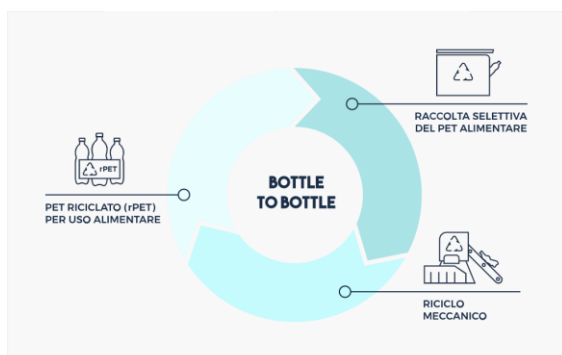 RACCOLTA SELETTIVA
DEL PET ALIMENTARE
rPET
BOTTLE
TO BOTTLE
PET RICICLATO (rPET)
PER USO ALIMENTARE
RICICLO
MECCANICO